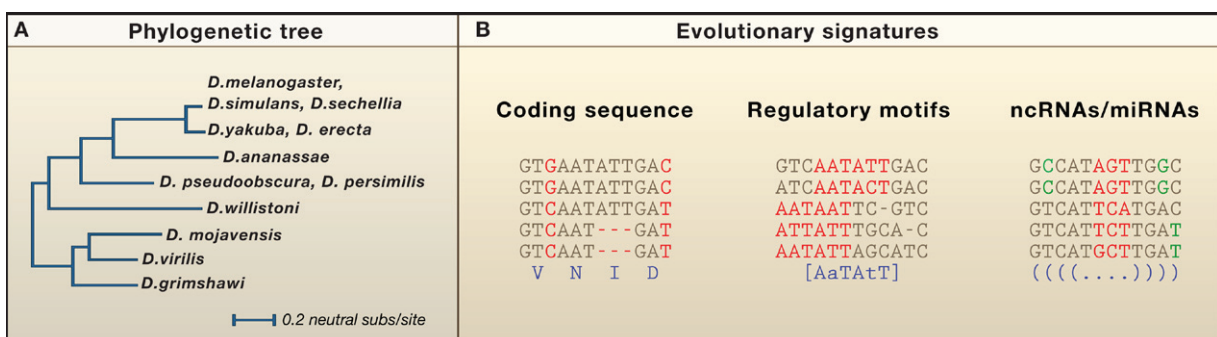 A Phylogenetic tree
D.melanogaster,
D.simulans, D.sechellia
D.yakuba, D. erecta
D.ananassae
D. pseudoobscura, D. persimilis
D.willistoni
D. mojavensis
D.virilis
D.grimshawi
0.2 neutral subs/site
B Evolutionary signatures
Coding sequence
GTGAATATTGAC
GTGAATATTGAC
GTCAATATTGAT
GTCAAT---GAT
GTCAAT---GAT
V N I D
Regulatory motifs
GTCAATATTGAC
ATCAATACTGAC
AATAATTC-GTC
ATTATTTGCA-C
AATATTAGCATC
[AaTAtT]
ncRNAs/miRNAs
GCCATAGTTGGC
GCCATAGTTGGC
GTCATTCATGAC
GTCATTCTTGAT
GTCATGCTTGAT
((((....))))